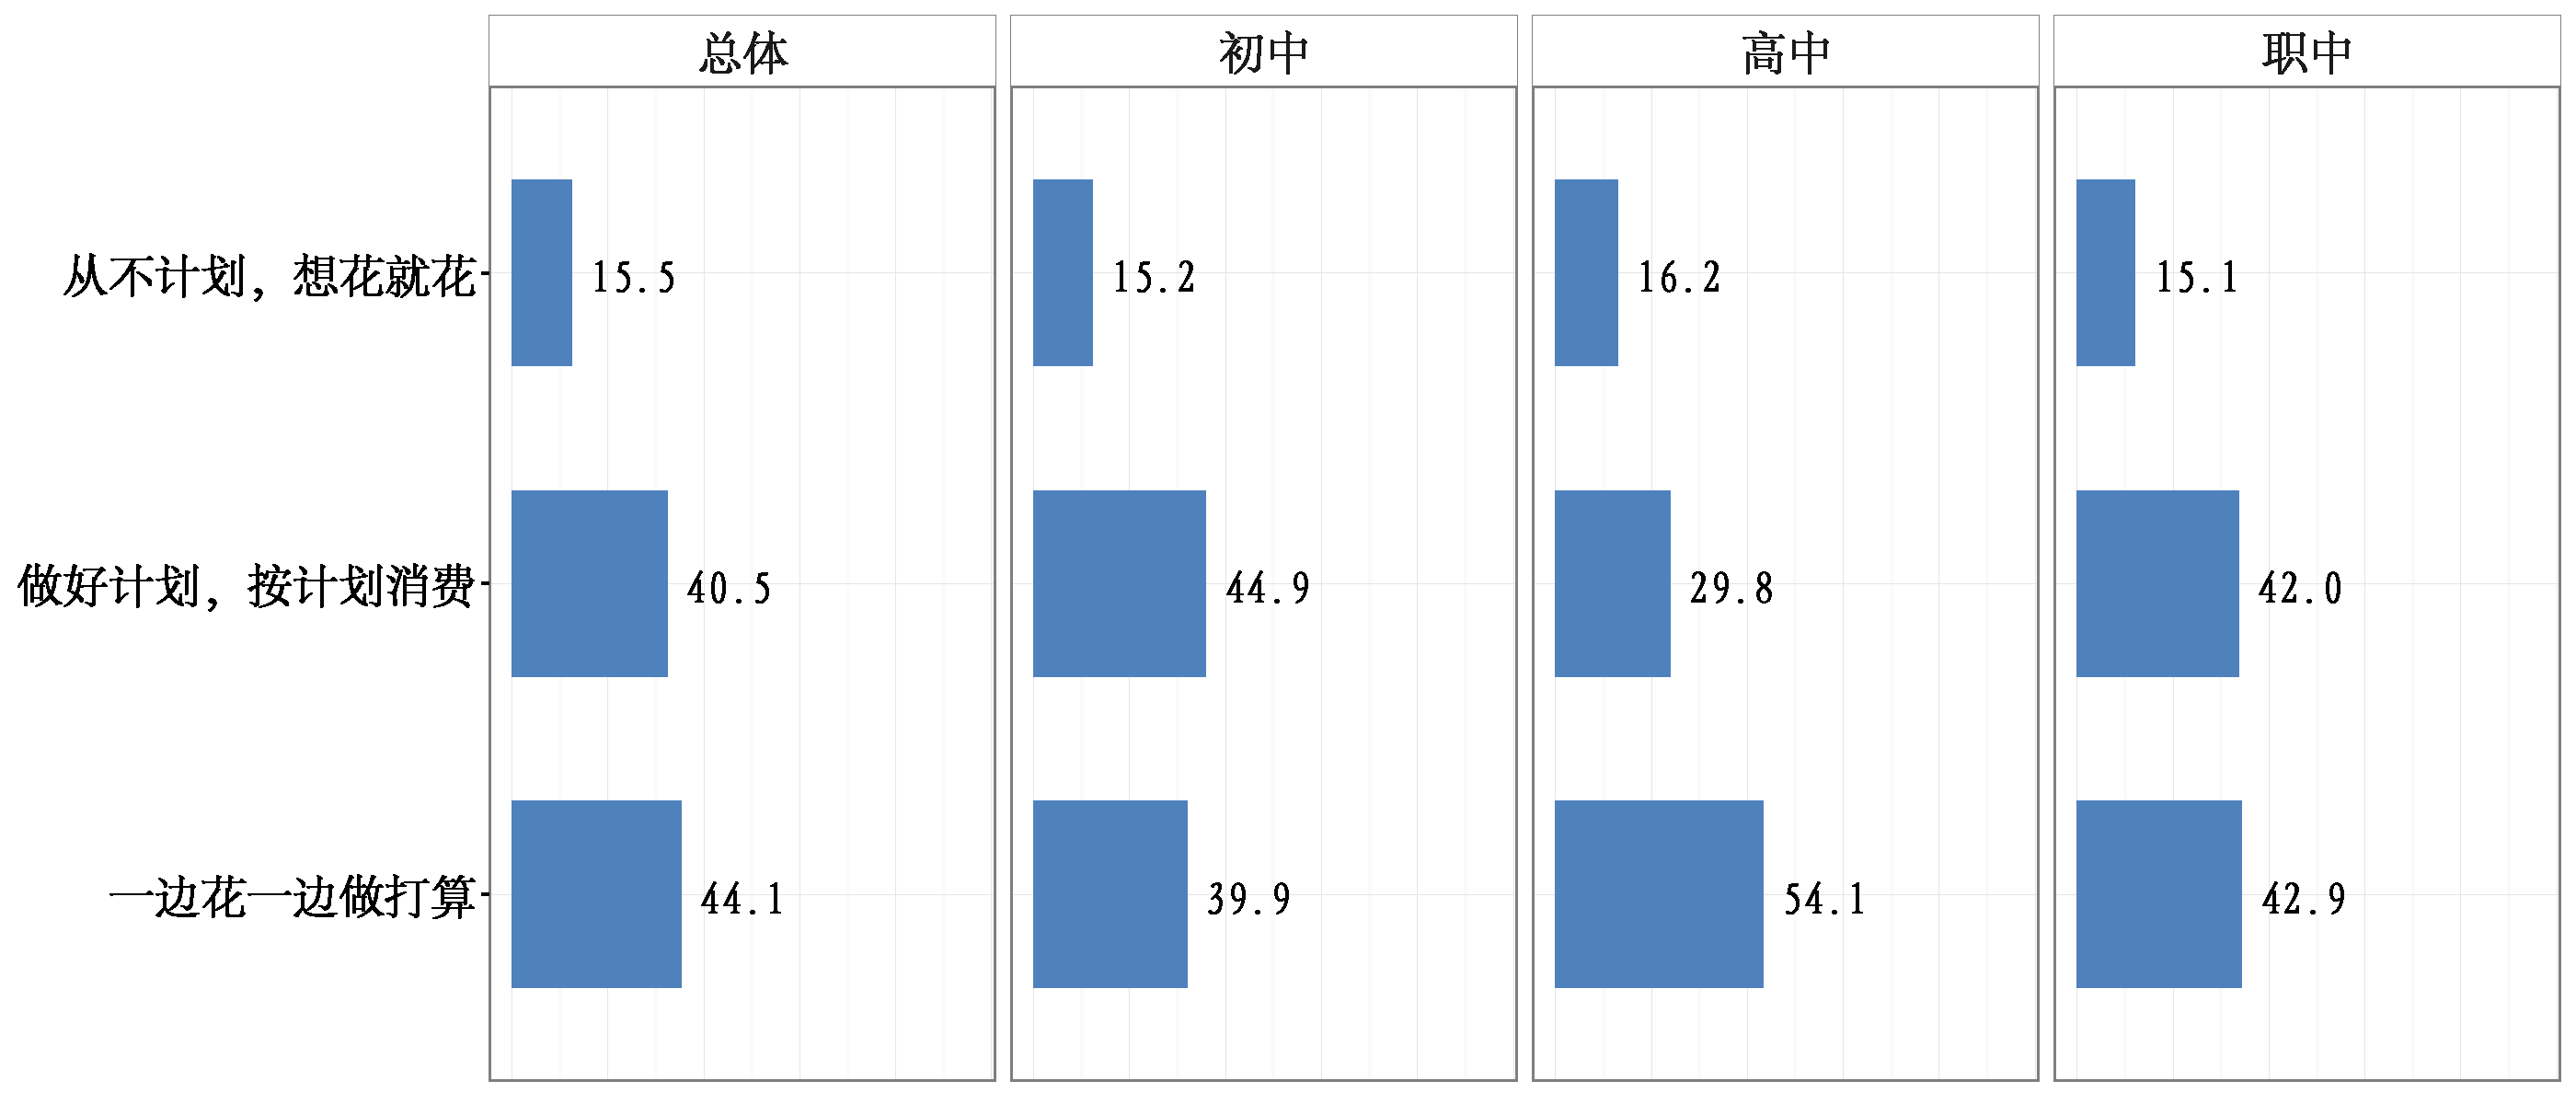 总体 初中 高中 职中
从不计划，想花就花 15.5 15.2 16.2 15.1
做好计划，按计划消费 40.5 44.9 29.8 42.0
一边花一边做打算 44.1 39.9 54.1 42.9